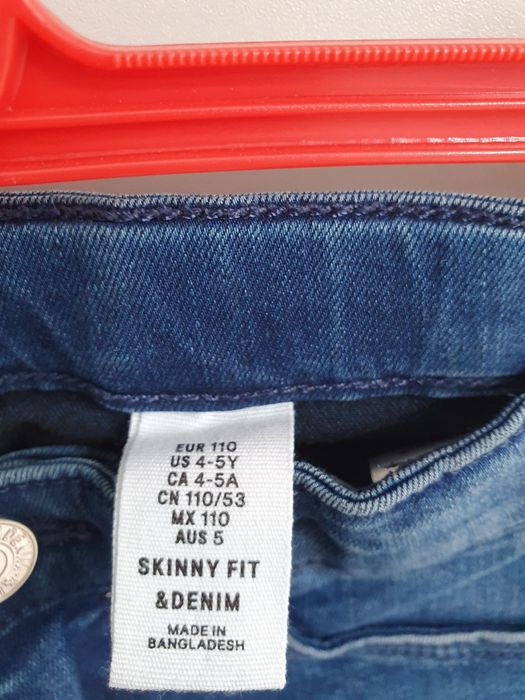 EUR 110
US 4-5Y
CA 4-5A
CN 110/53
MX 110
AUS 5
SKINNY FIT
&DENIM
MADE IN
BANGLADESH